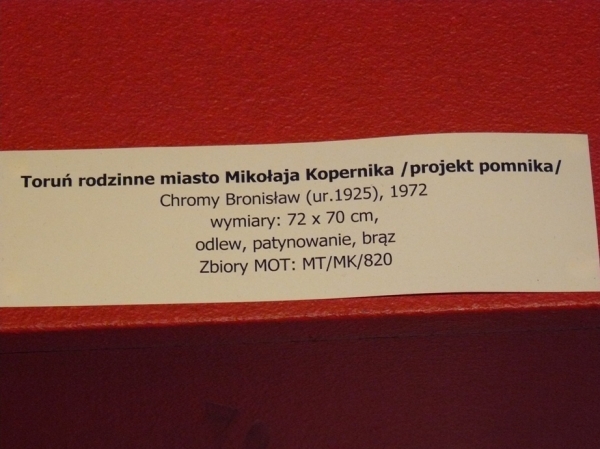 Toruń rodzinne miasto Mikołaja Kopernika /projekt pomnika/
Chromy Bronisław (ur.1925), 1972
wymiary: 72 x 70 cm,
odlew, patynowanie, brąz
Zbiory MOT: MT/MK/820